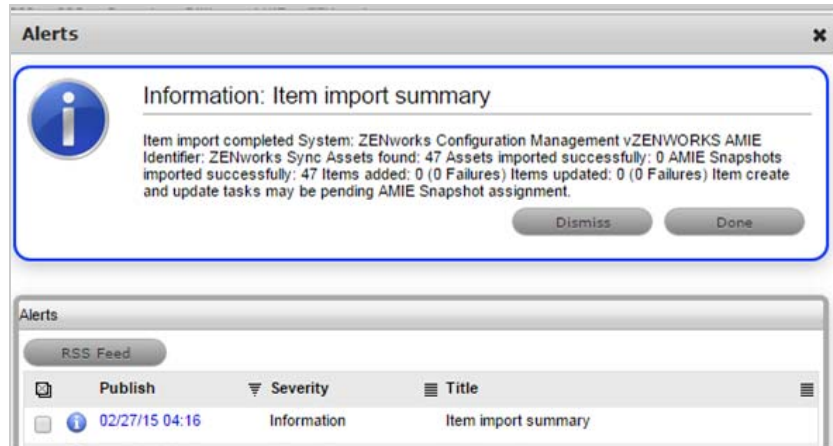 Alerts
Information: Item import summary
Item import completed System: ZENworks Configuration Management vZENWORKS AMIE
Identifier: ZENworks Sync Assets found: 47 Assets imported successfully: 0 AMIE Snapshots
imported successfully: 47 Items added: 0 (0 Failures) Items updated: 0 (0 Failures) Item create
and update tasks may be pending AMIE Snapshot assignment.
Dismiss Done
Alerts
RSS Feed
Publish Severity Title
02/27/15 04:16 Information Item import summary